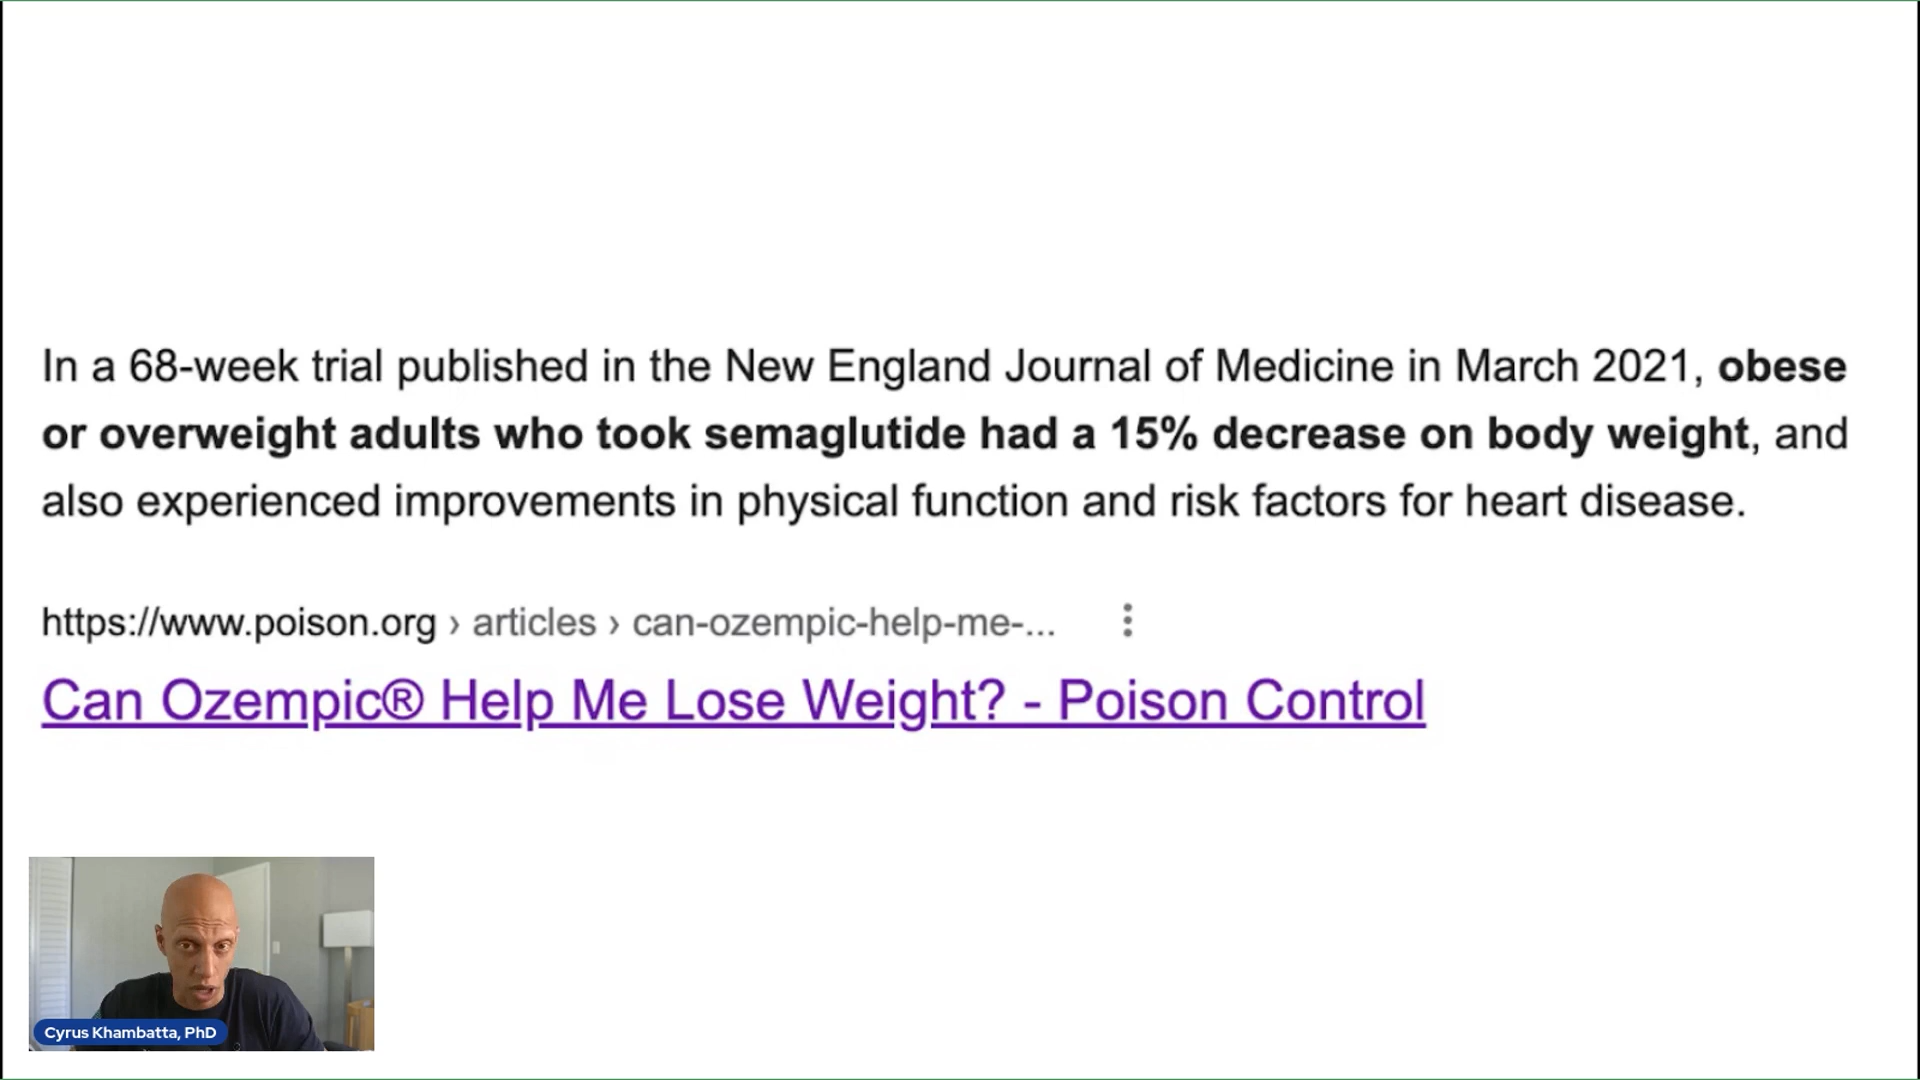 In a 68-week trial published in the New England Journal of Medicine in March 2021, obese
or overweight adults who took semaglutide had a 15% decrease on body weight, and
also experienced improvements in physical function and risk factors for heart disease.
https://www.poison.org › articles › can-ozempic-help-me-...
Can Ozempic® Help Me Lose Weight? - Poison Control
Cyrus Khambatta, PhD